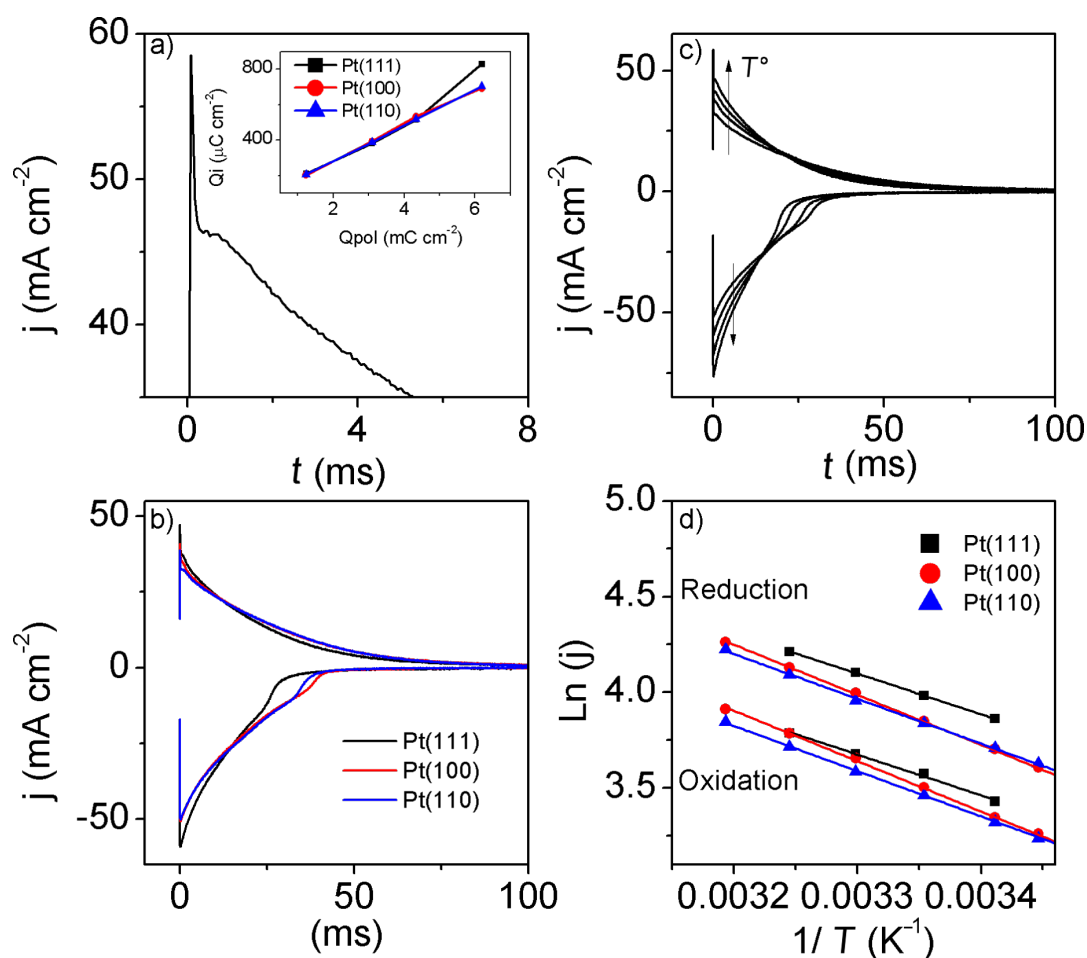 a)
60
50
40
j (mA cm-2)
0 4 8
t (ms)
800
400
Qi (μC cm-2)
2 4 6
Qpol (mC cm-2)
Pt(111)
Pt(100)
Pt(110)
c)
T°
50
0
-50
j (mA cm-2)
0 50 100
t (ms)
b)
50
0
-50
j (mA cm-2)
Pt(111)
Pt(100)
Pt(110)
0 50 100
(ms)
d)
5.0
4.5
4.0
3.5
Ln (j)
Pt(111)
Pt(100)
Pt(110)
Reduction
Oxidation
0.0032 0.0033 0.0034
1/ T (K-1)